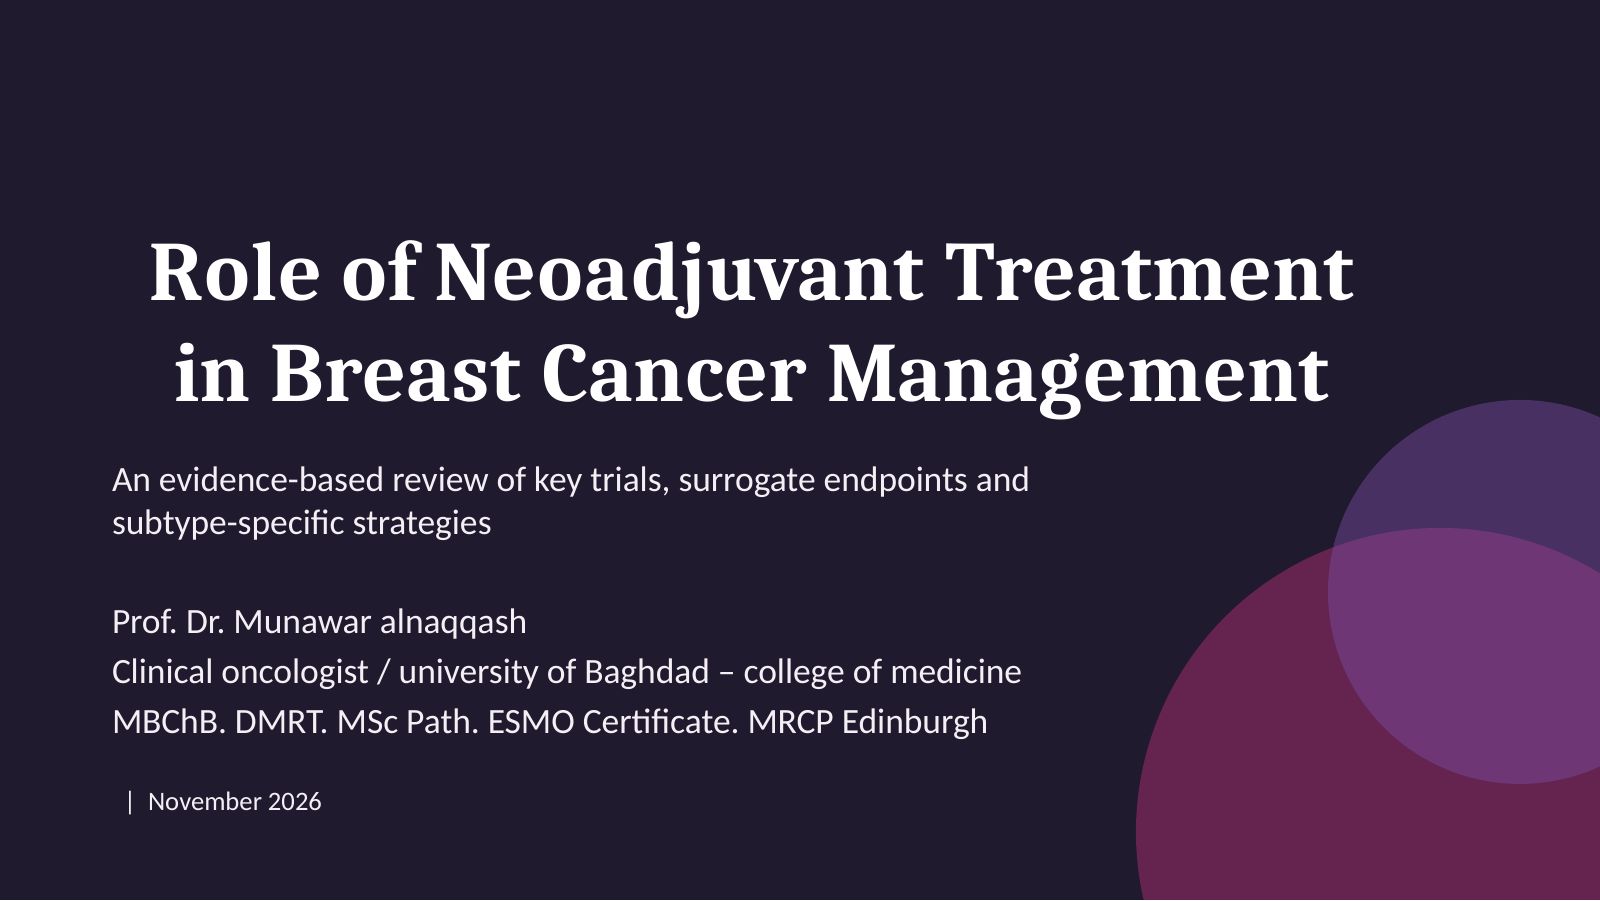 Role of Neoadjuvant Treatment
in Breast Cancer Management
An evidence-based review of key trials, surrogate endpoints and
subtype-specific strategies
Prof. Dr. Munawar alnaqqash
Clinical oncologist / university of Baghdad – college of medicine
MBChB. DMRT. MSc Path. ESMO Certificate. MRCP Edinburgh
| November 2026